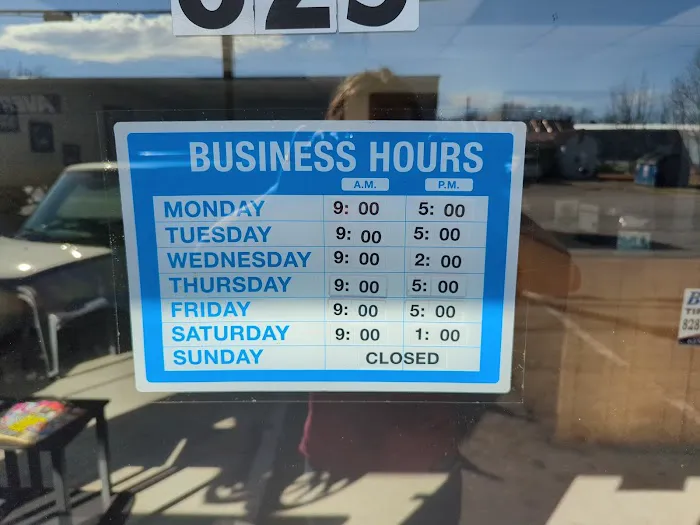 BUSINESS HOURS
A.M. P.M.
MONDAY 9: 00 5: 00
TUESDAY 9: 00 5: 00
WEDNESDAY 9: 00 2: 00
THURSDAY 9: 00 5: 00
FRIDAY 9: 00 5: 00
SATURDAY 9: 00 1: 00
SUNDAY CLOSED
828